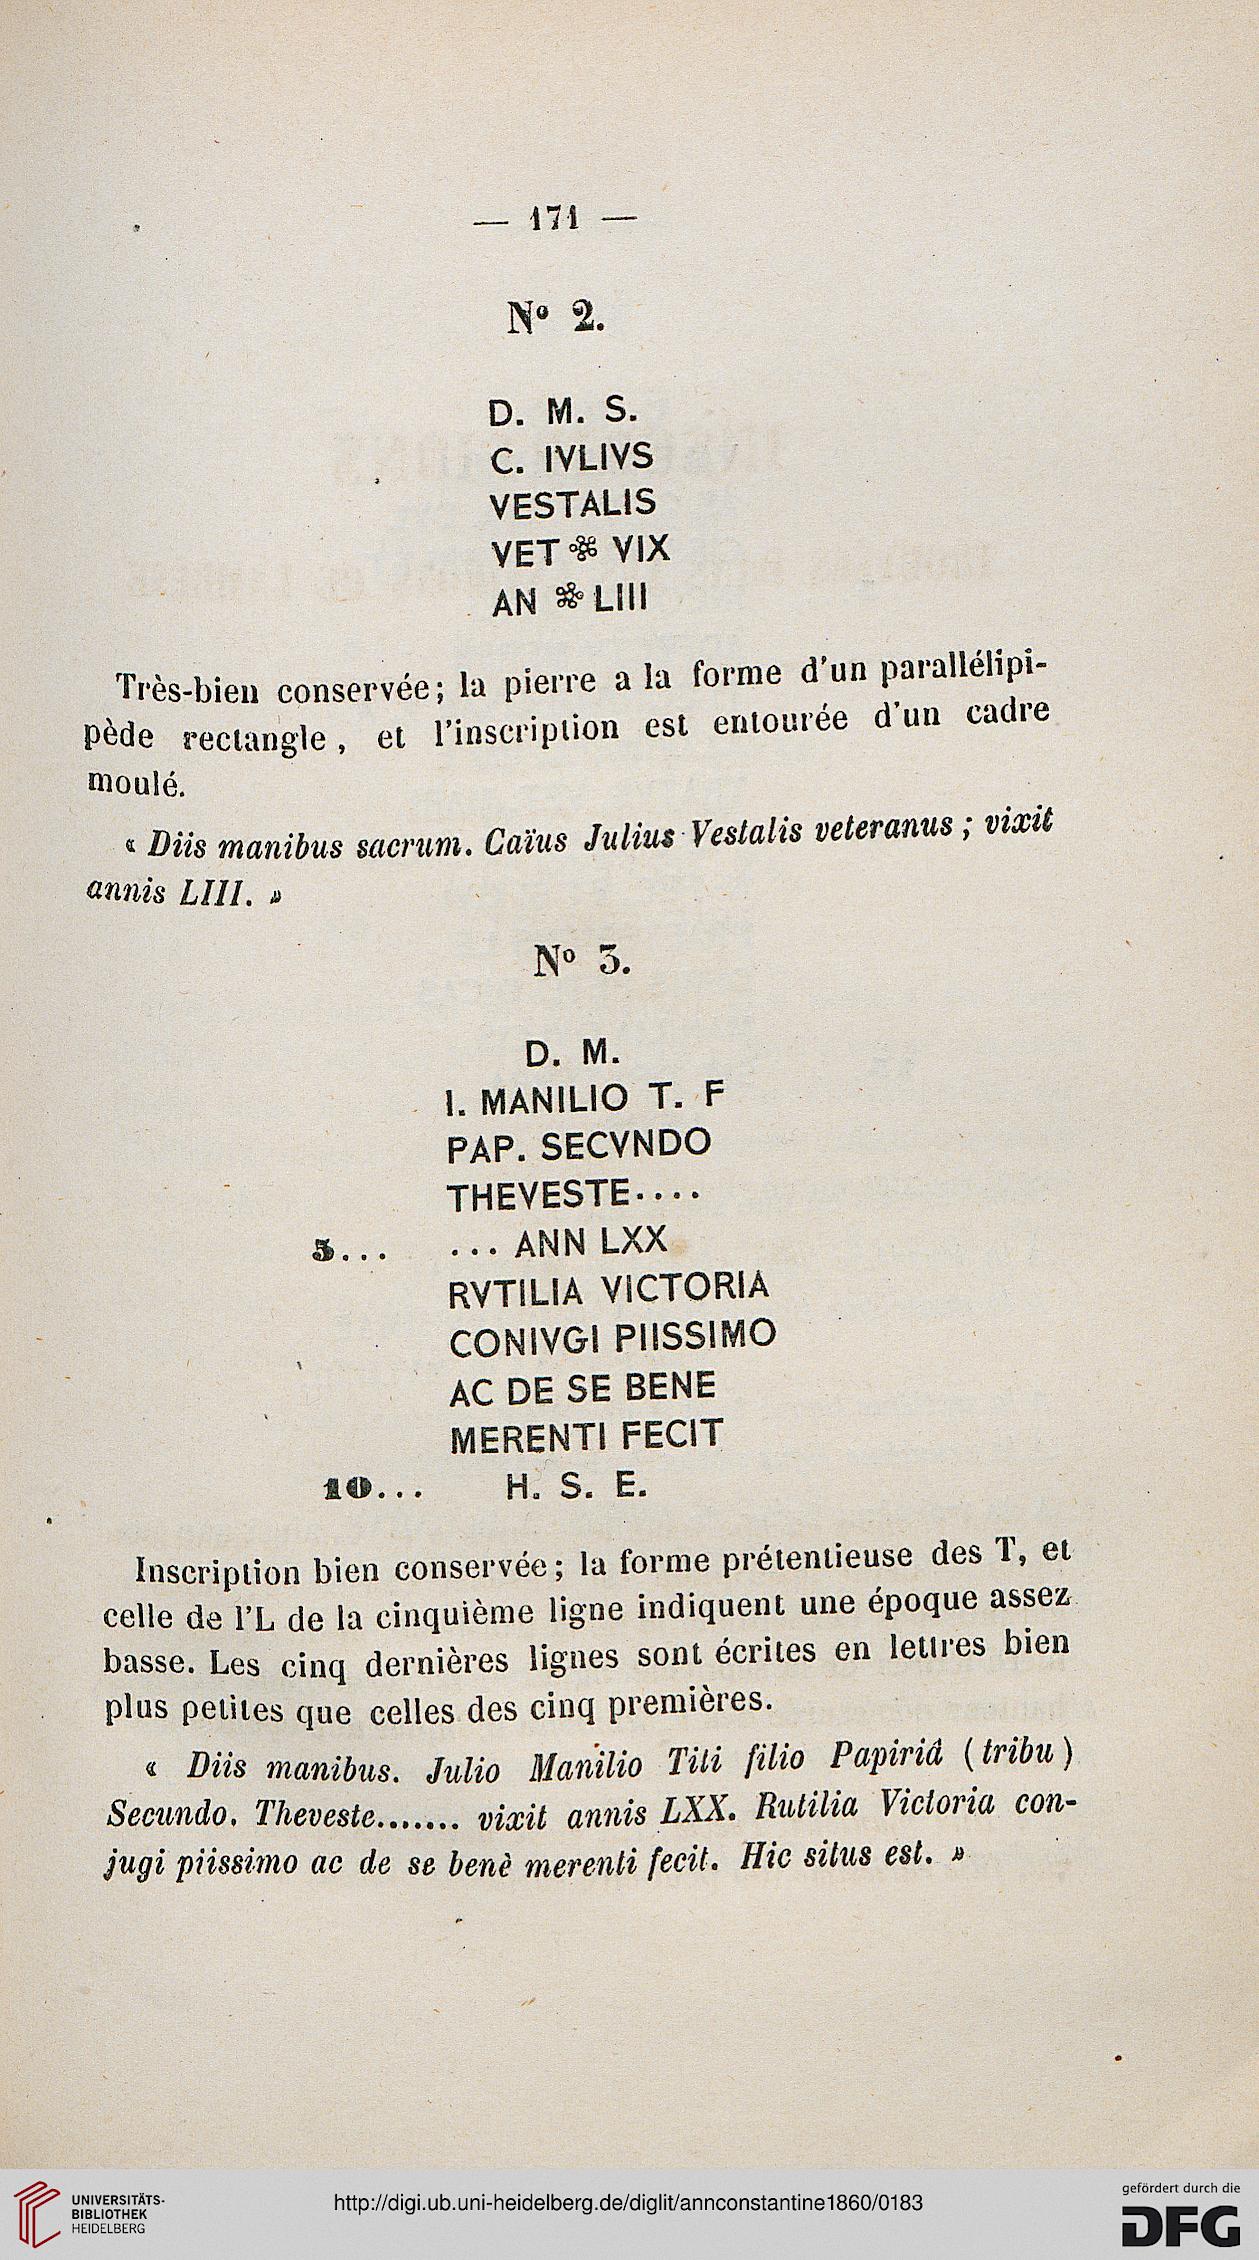 — 171 —
N° 2.
D. M. S.
C. IVLIVS
VESTALIS
VET VIX
AN LIII
Très-bien conservée; la pierre a la forme d'un parallélipi-
pède rectangle, et l'inscription est entourée d'un cadre
moulé.
« Diis manibus sacrum. Caïus Julius Vestalis veteranus; vixit
annis LIII. »
N° 3.
D. M.
I. MANILIO T. F
PAP. SECVNDO
THEVESTE....
5... ... ANN LXX
RVTILIA VICTORIA
CONIVGI PIISSIMO
AC DE SE BENE
MERENTI FECIT
10... H. S. E.
Inscription bien conservée; la forme prétentieuse des T, et
celle de l'L de la cinquième ligne indiquent une époque assez
basse. Les cinq dernières lignes sont écrites en lettres bien
plus petites que celles des cinq premières.
« Diis manibus. Julio Manilio Titi filio Papiriâ (tribu)
Secundo. Theveste....... vixit annis LXX. Rutilia Victoria con-
jugi piissimo ac de se benè merenti fecit. Hic situs est. »
UNIVERSITÄTS-
BIBLIOTHEK
HEIDELBERG
http://digi.ub.uni-heidelberg.de/diglit/annconstantine1860/0183
gefördert durch die
DFG